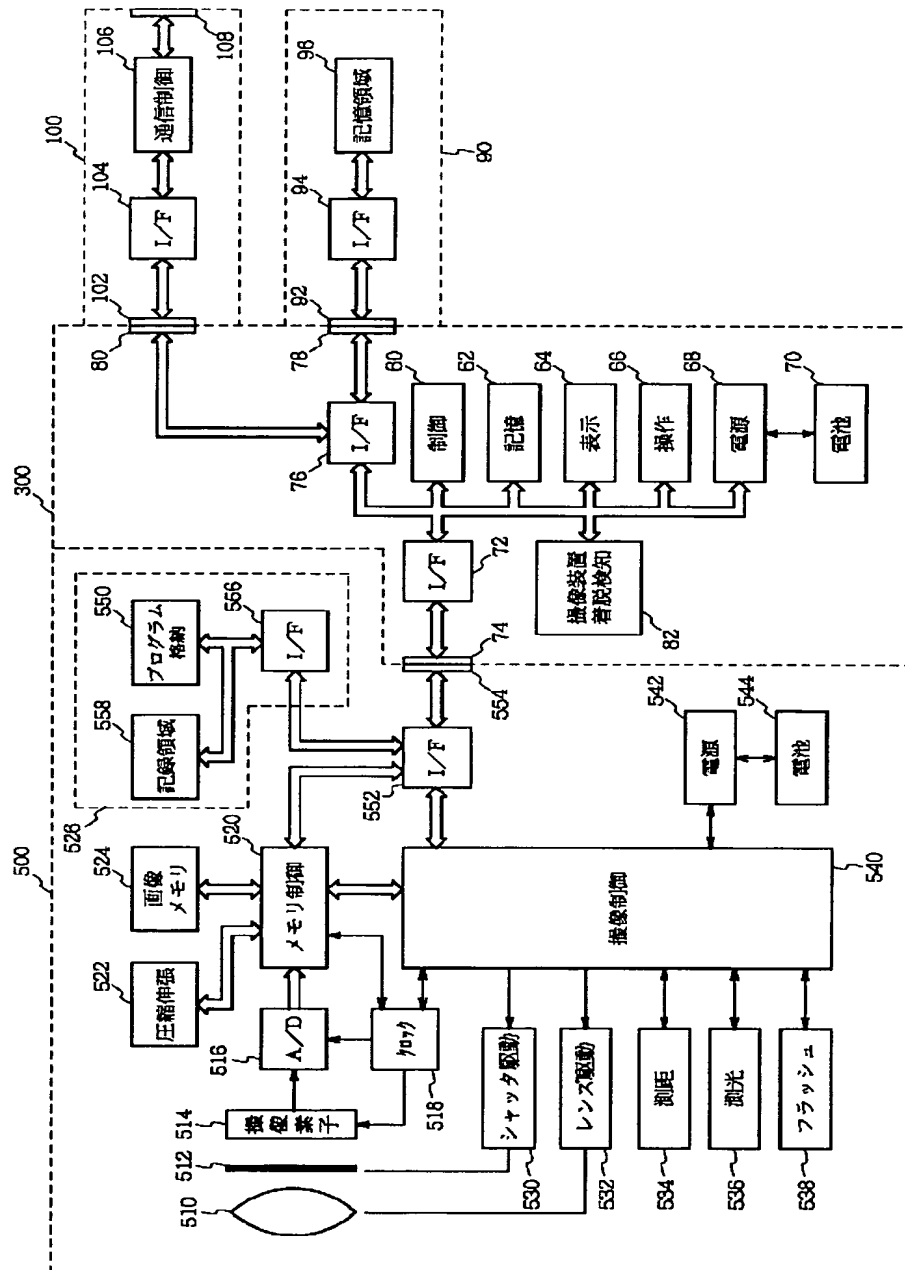 500
510
512
514
撮像素子
516
A/D
518
クロック
522
圧縮伸張
524
画像
メモリ
520
メモリ制御
526
558
記録領域
550
プログラム
格納
566
I/F
552
I/F
554
74
530
シャッタ駆動
532
レンズ駆動
534
測距
536
測光
538
フラッシュ
撮像制御
540
542
電源
544
電池
300
72
I/F
82
撮像装置
着脱検知
76
I/F
60
制御
62
記憶
64
表示
66
操作
68
電源
70
電池
80
102
78
92
100
104
I/F
106
通信制御
108
94
I/F
96
記憶領域
90